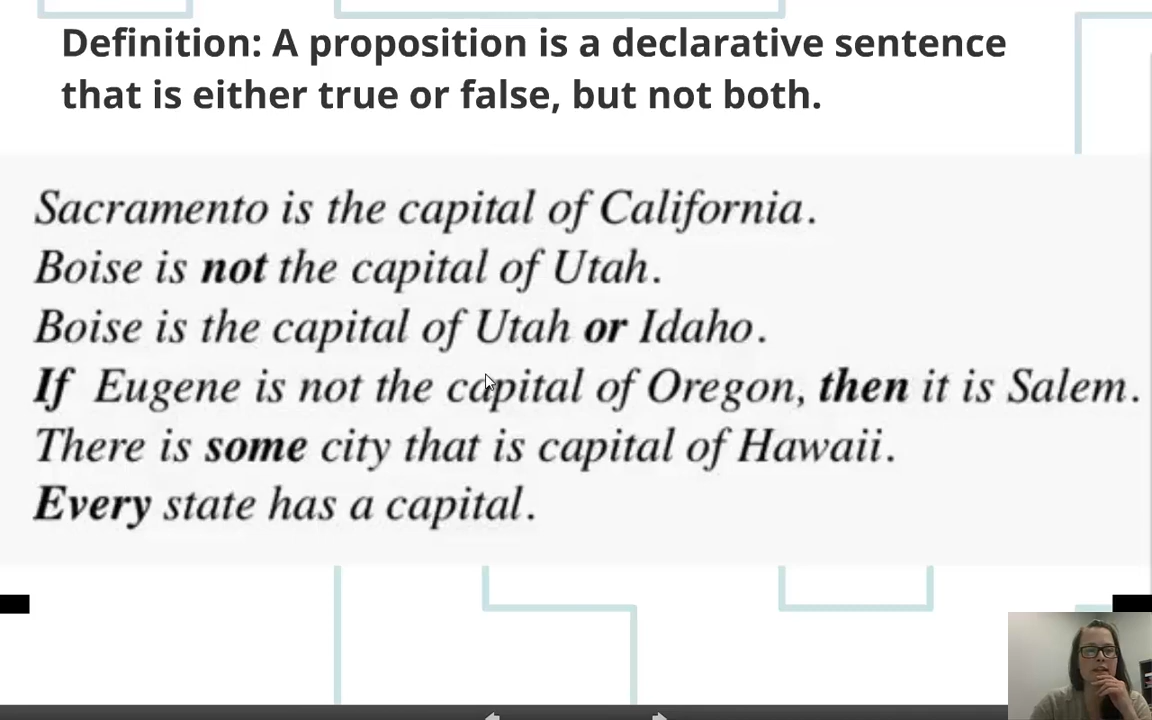 Definition: A proposition is a declarative sentence
that is either true or false, but not both.
Sacramento is the capital of California.
Boise is not the capital of Utah.
Boise is the capital of Utah or Idaho.
If Eugene is not the capital of Oregon, then it is Salem.
There is some city that is capital of Hawaii.
Every state has a capital.